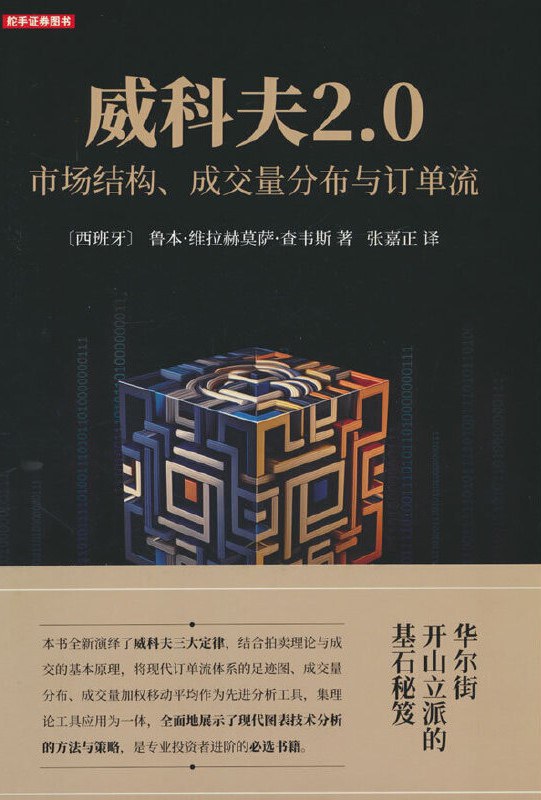 舵手证券图书
威科夫2.0
市场结构、成交量分布与订单流
〔西班牙〕 鲁本·维拉赫莫萨·查韦斯 著 张嘉正 译
本书全新演绎了威科夫三大定律，结合拍卖理论与成
交的基本原理，将现代订单流体系的足迹图、成交量
分布、成交量加权移动平均作为先进分析工具，集理
论工具应用为一体，全面地展示了现代图表技术分析
的方法与策略，是专业投资者进阶的必选书籍。
华尔街
开山立派的
基石秘笈